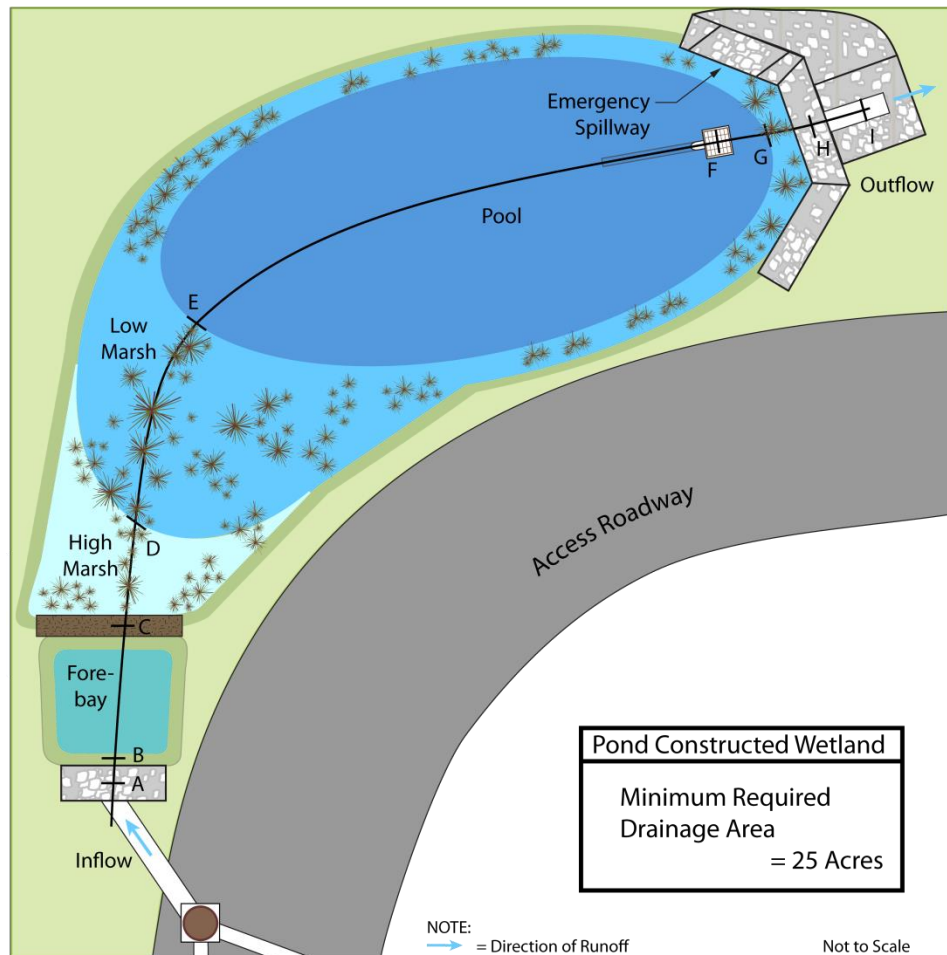 Emergency
Spillway
F
G
H
I
Outflow
Pool
E
Low
Marsh
D
High
Marsh
Access Roadway
C
Fore-
bay
B
A
Inflow
Pond Constructed Wetland
Minimum Required
Drainage Area
= 25 Acres
NOTE:
= Direction of Runoff
Not to Scale